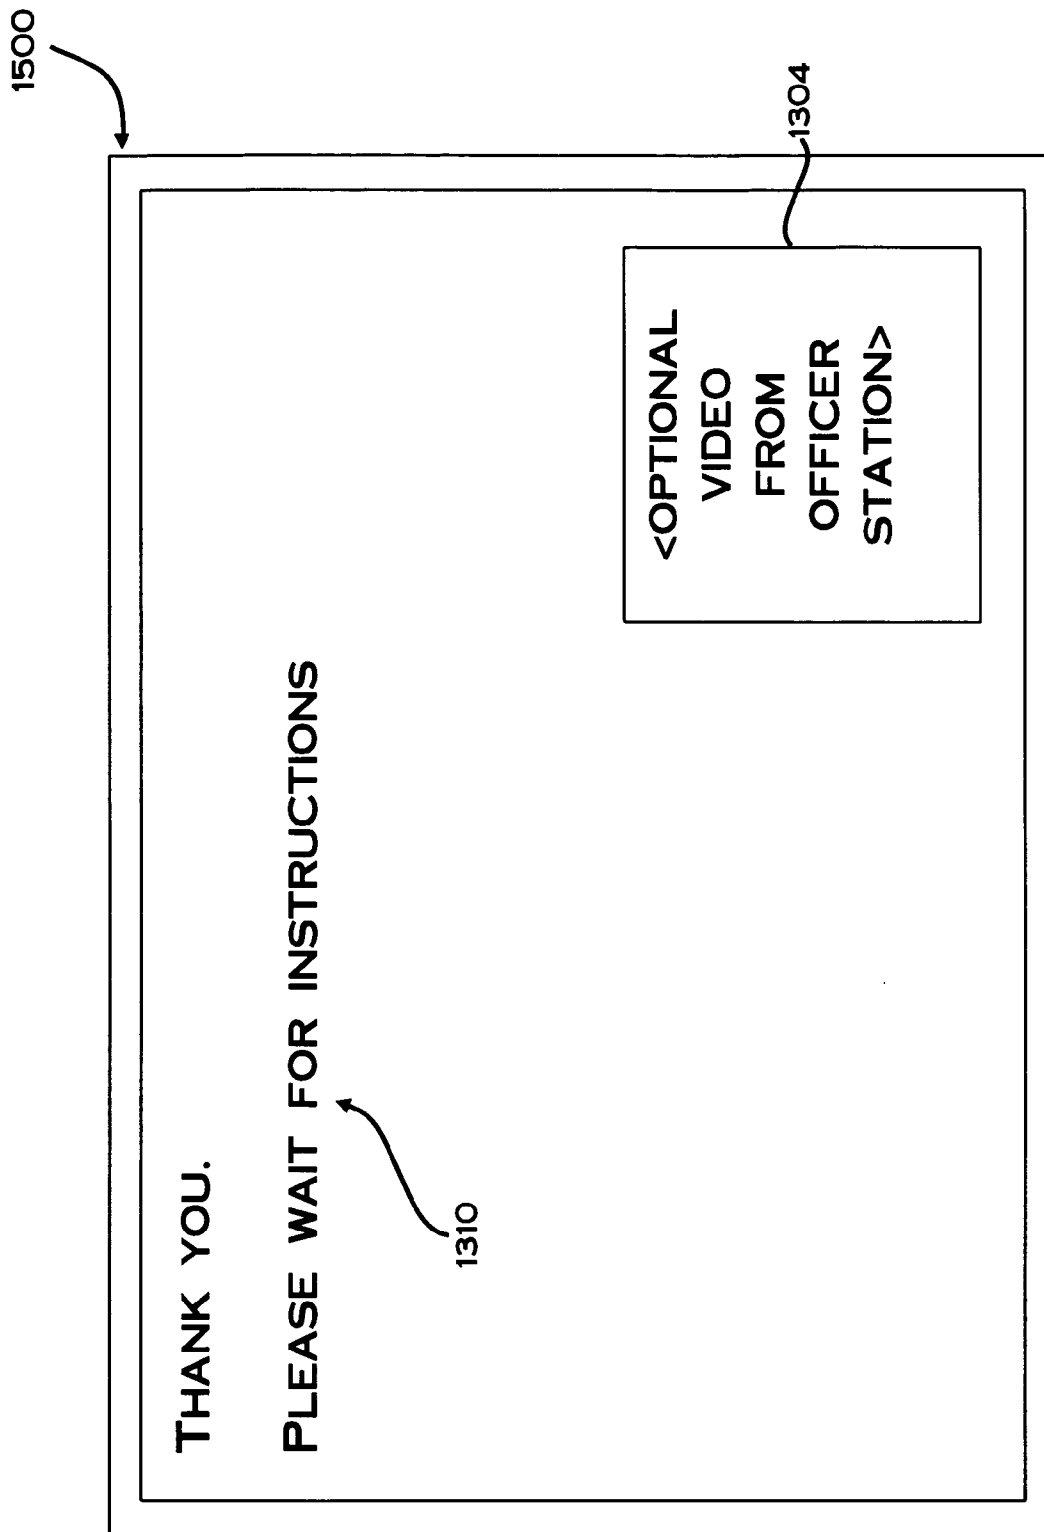 1500
THANK YOU.
PLEASE WAIT FOR INSTRUCTIONS
1310
<OPTIONAL
VIDEO
FROM
OFFICER
STATION>
1304